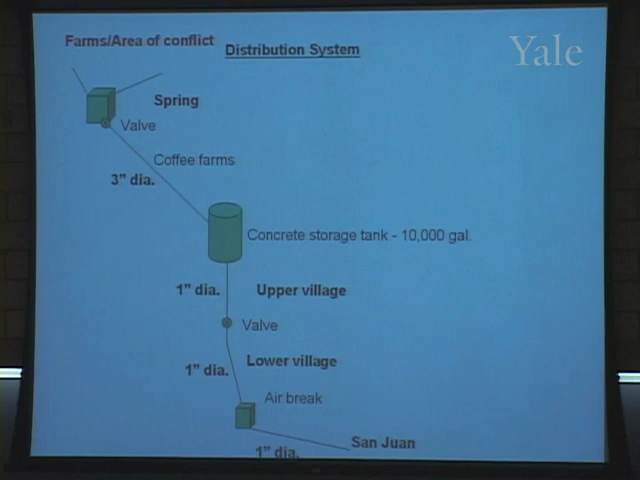 Farms/Area of conflict
Distribution System
Yale
Spring
Valve
Coffee farms
3" dia.
Concrete storage tank - 10,000 gal.
1" dia.
Upper village
Valve
Lower village
1" dia.
Air break
San Juan
1" dia.